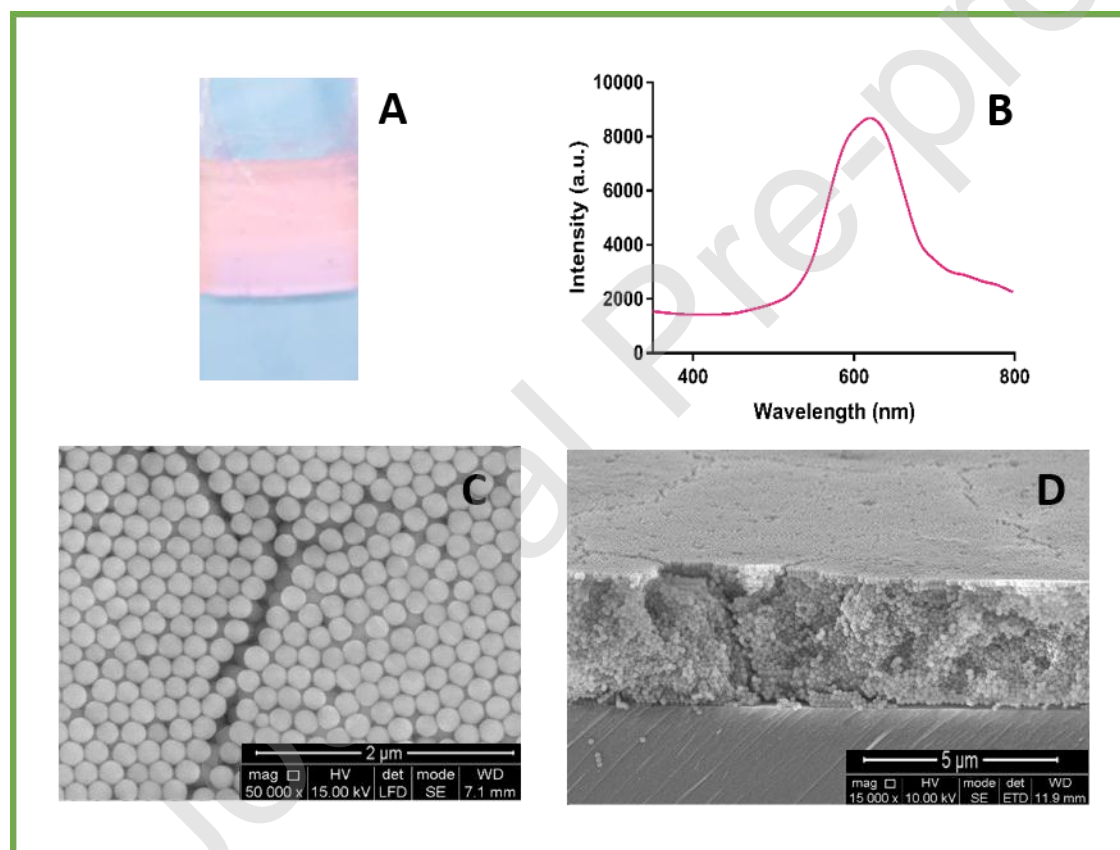 A
B
10000
8000
6000
4000
2000
0
Intensity (a.u.)
400 600 800
Wavelength (nm)
C
2 µm
mag HV det mode WD
50 000 x 15.00 kV LFD SE 7.1 mm
D
5 µm
mag HV mode det WD
15 000 x 10.00 kV SE ETD 11.9 mm
Journal Pre-pro